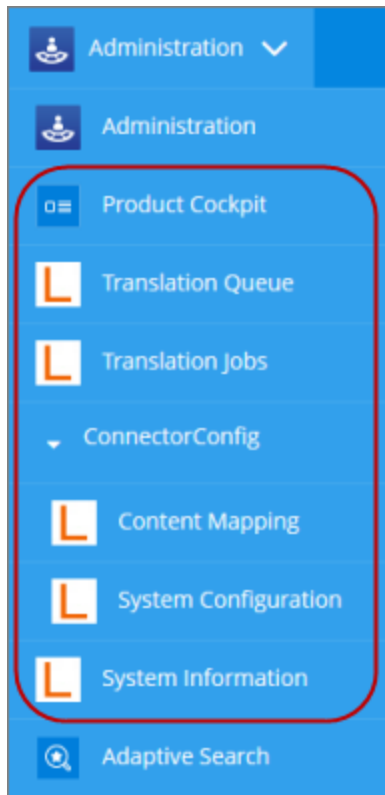 Administration
Administration
Product Cockpit
Translation Queue
Translation Jobs
ConnectorConfig
Content Mapping
System Configuration
System Information
Adaptive Search